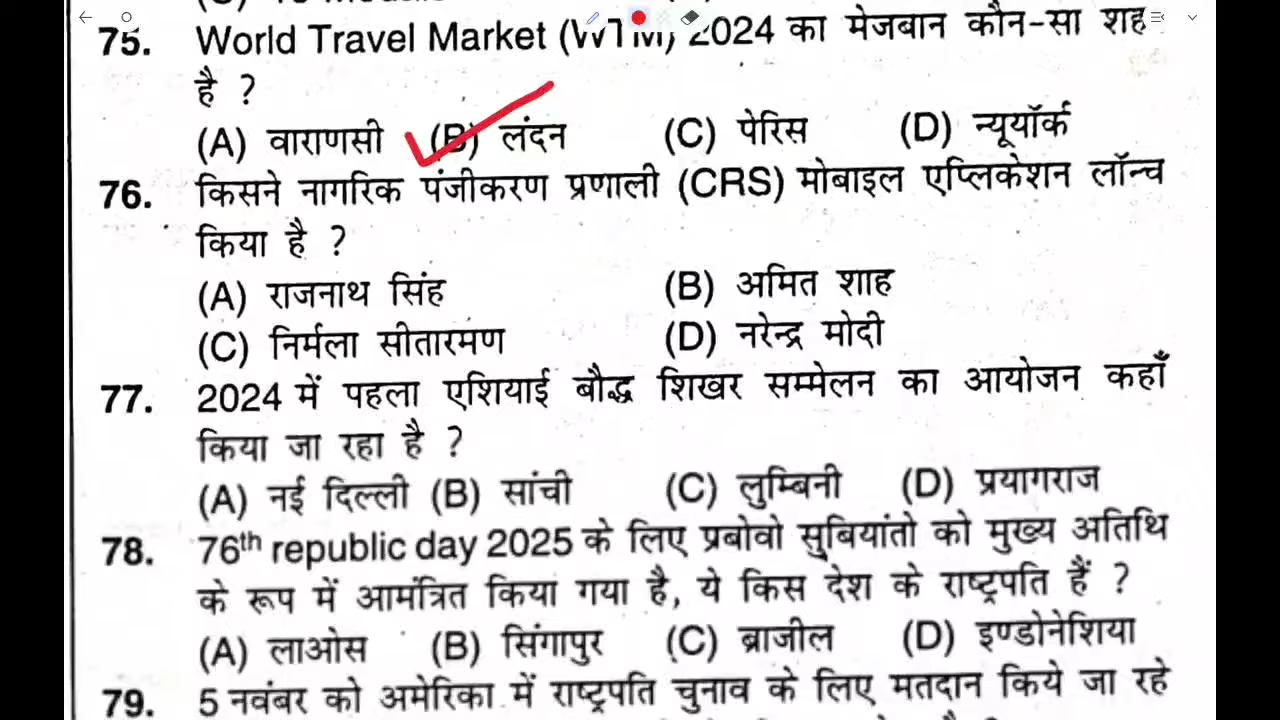 75. World Travel Market (WTM) 2024 का मेजबान कौन-सा शह
है ?
(A) वाराणसी (B) लंदन (C) पेरिस (D) न्यूयॉर्क
76. किसने नागरिक पंजीकरण प्रणाली (CRS) मोबाइल एप्लिकेशन लॉन्च
किया है ?
(A) राजनाथ सिंह (B) अमित शाह
(C) निर्मला सीतारमण (D) नरेन्द्र मोदी
77. 2024 में पहला एशियाई बौद्ध शिखर सम्मेलन का आयोजन कहाँ
किया जा रहा है ?
(A) नई दिल्ली (B) सांची (C) लुम्बिनी (D) प्रयागराज
78. 76th republic day 2025 के लिए प्रबोवो सुबियांतो को मुख्य अतिथि
के रूप में आमंत्रित किया गया है, ये किस देश के राष्ट्रपति हैं ?
(A) लाओस (B) सिंगापुर (C) ब्राजील (D) इण्डोनेशिया
79. 5 नवंबर को अमेरिका में राष्ट्रपति चुनाव के लिए मतदान किये जा रहे